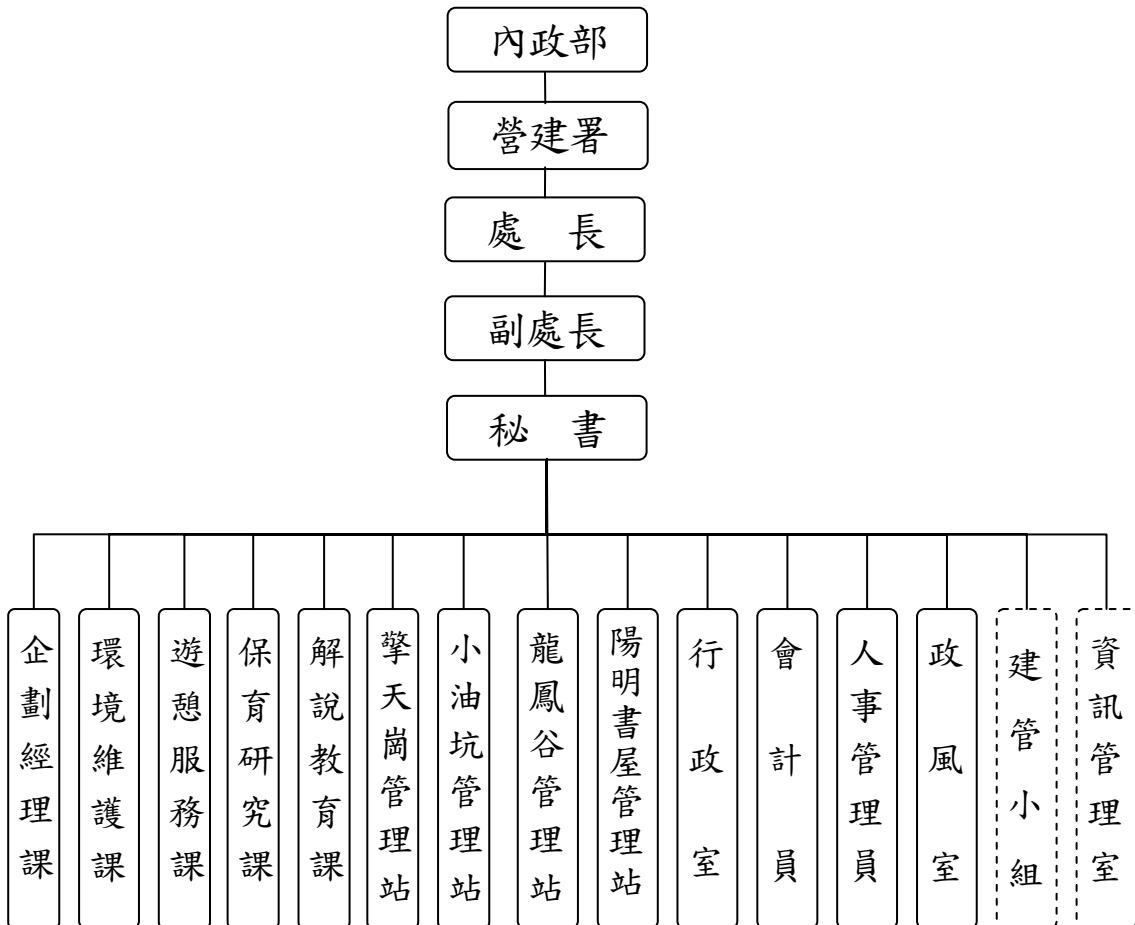 內政部
營建署
處 長
副處長
秘 書
企劃經理課
環境維護課
遊憩服務課
保育研究課
解說教育課
擎天崗管理站
小油坑管理站
龍鳳谷管理站
陽明書屋管理站
行政室
會計員
人事管理員
政風室
建管小組
資訊管理室